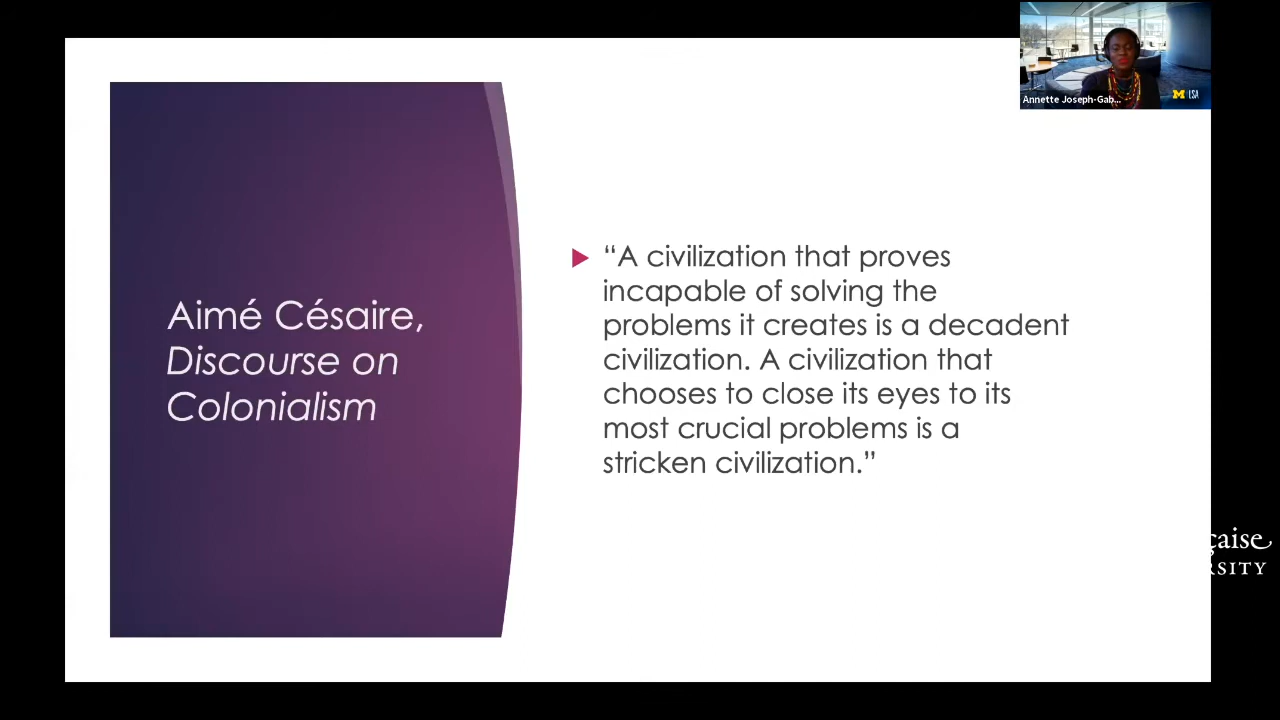 Annette Joseph-Gab...
M LSA
Aimé Césaire,
Discourse on
Colonialism
“A civilization that proves
incapable of solving the
problems it creates is a decadent
civilization. A civilization that
chooses to close its eyes to its
most crucial problems is a
stricken civilization.”
çaise
RSITY